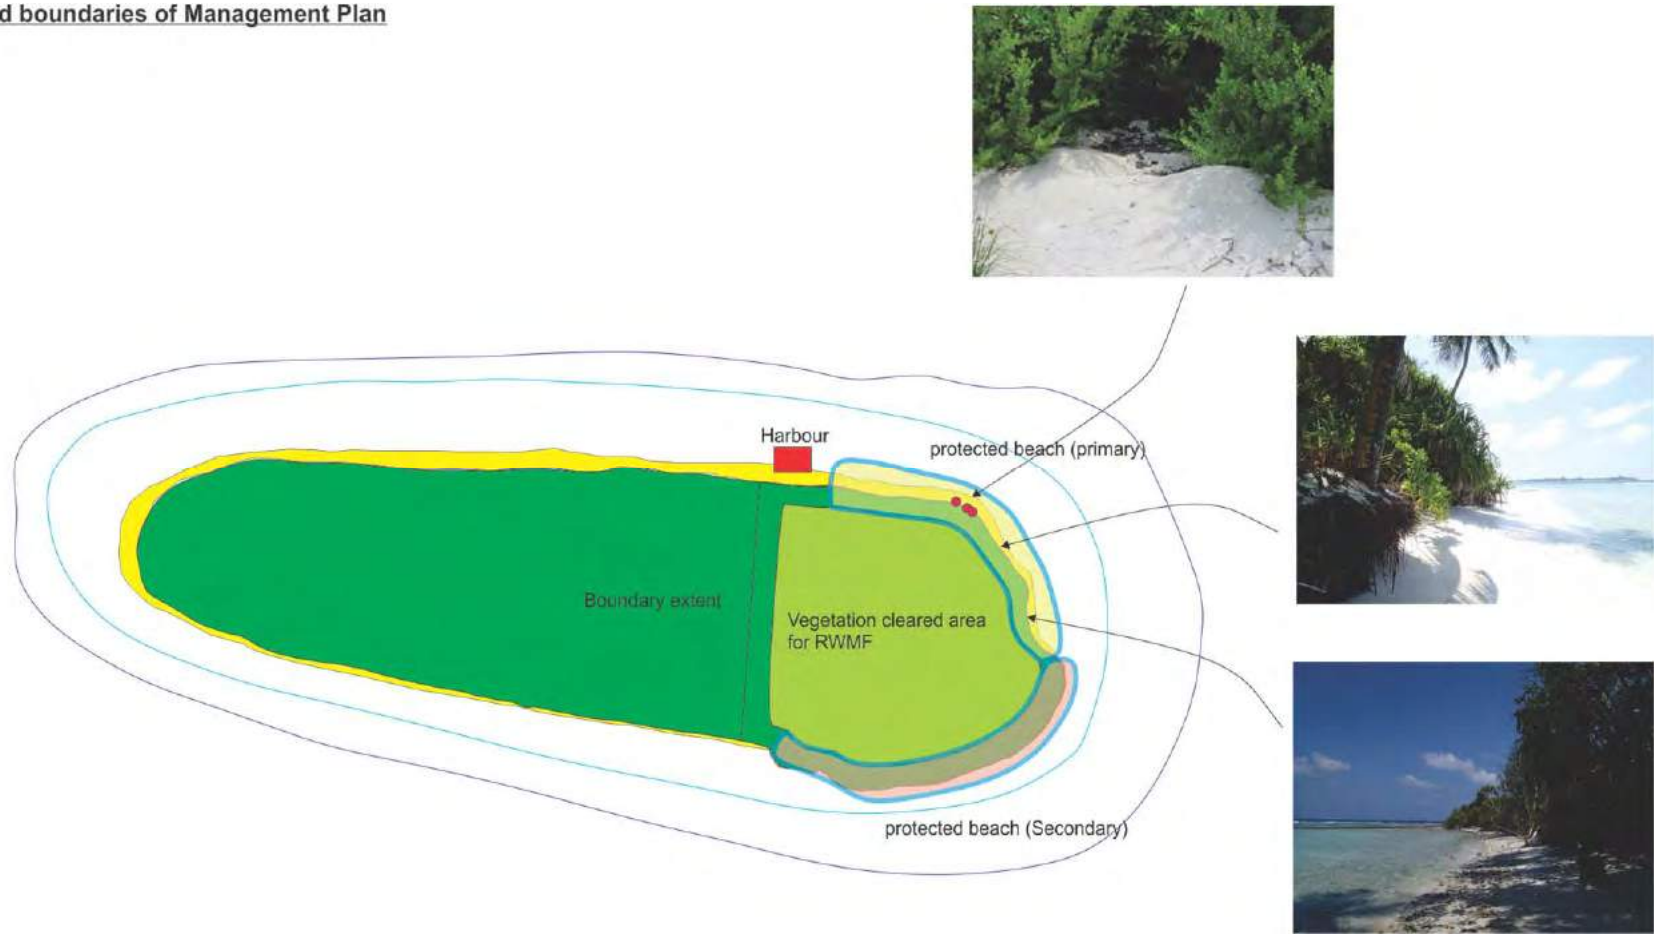 d boundaries of Management Plan
Harbour
protected beach (primary)
Boundary extent
Vegetation cleared area
for RWMF
protected beach (Secondary)